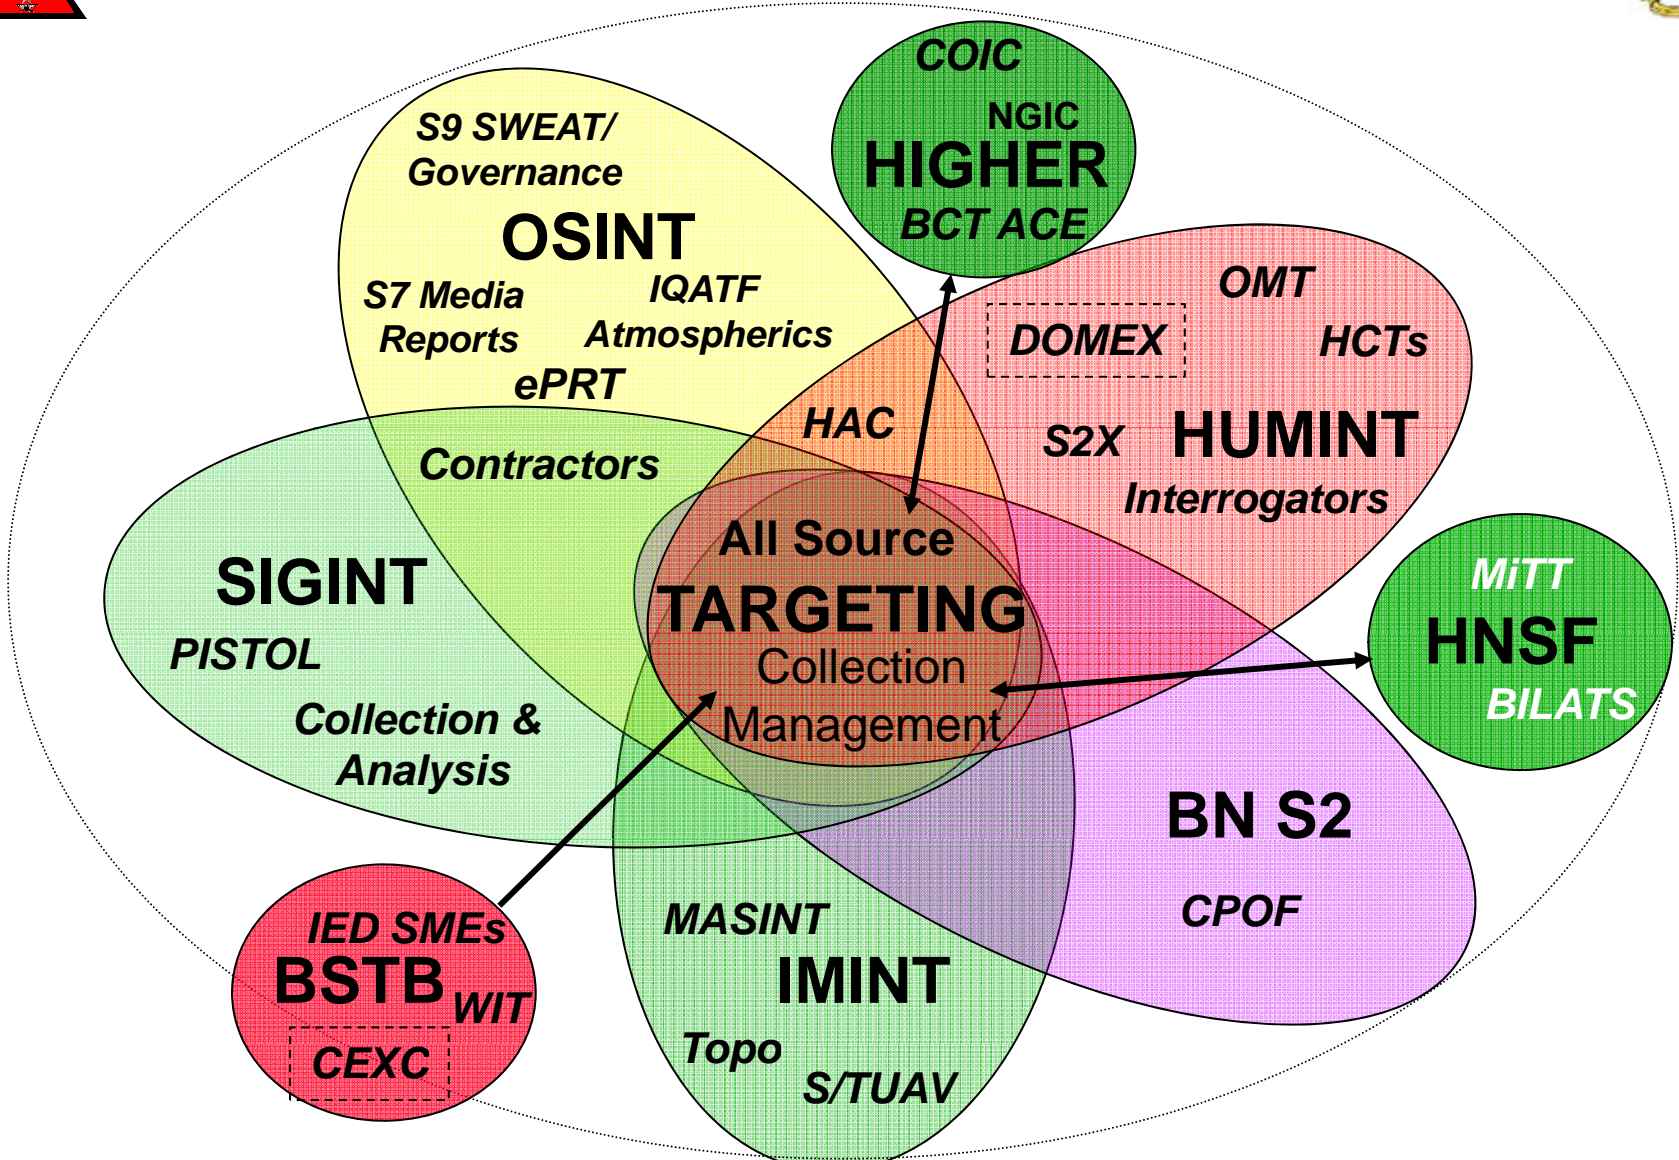 COIC
NGIC
HIGHER
BCT ACE
S9 SWEAT/
Governance
OSINT
S7 Media
Reports
IQATF
Atmospherics
ePRT
OMT
DOMEX
HCTs
S2X
HUMINT
Interrogators
HAC
Contractors
SIGINT
PISTOL
Collection &
Analysis
All Source
TARGETING
Collection
Management
MiTT
HNSF
BILATS
BN S2
CPOF
MASINT
IMINT
Topo
S/TUAV
IED SMEs
BSTB
WIT
CEXC